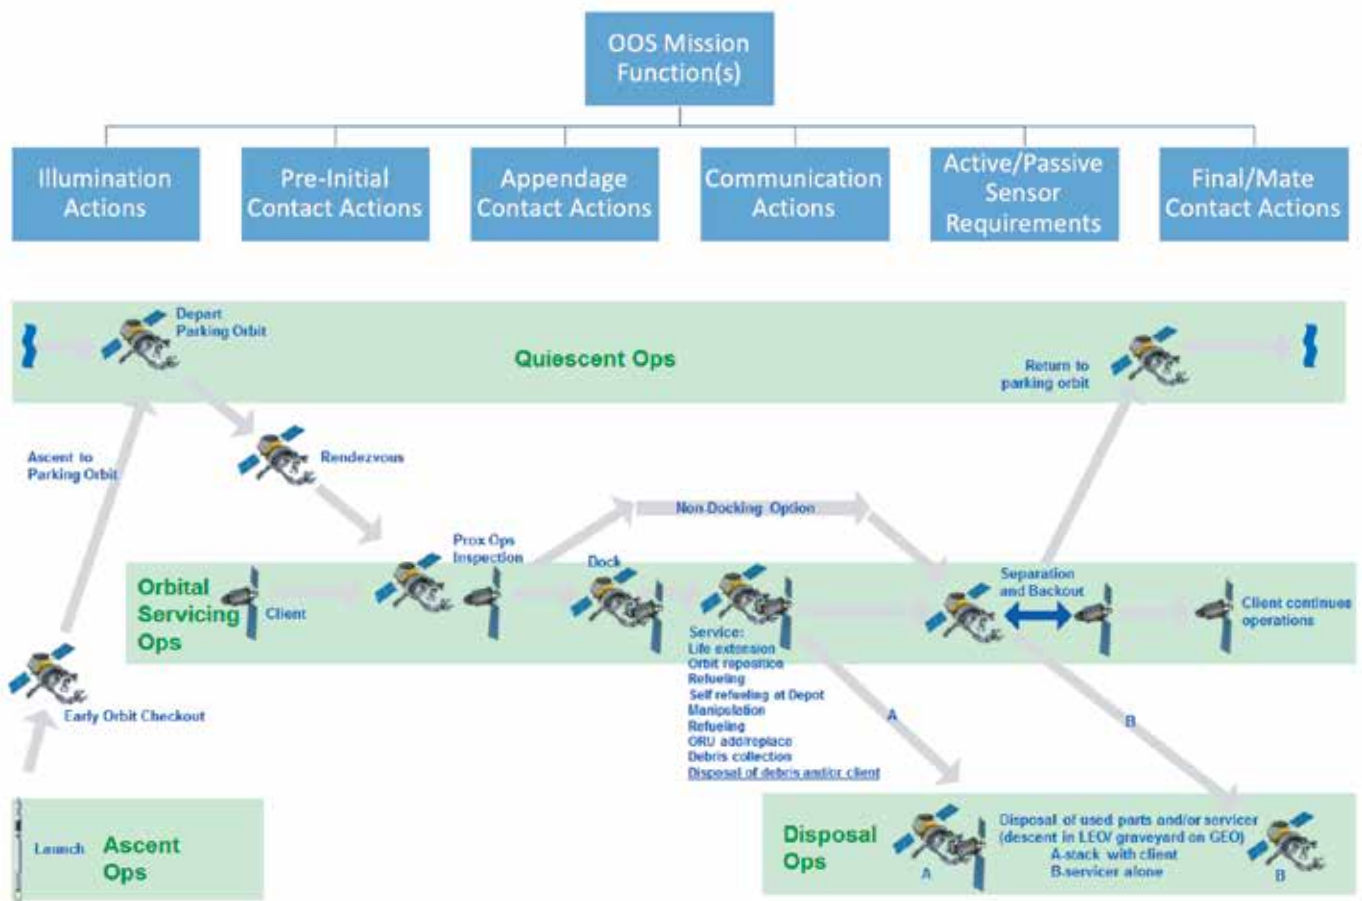 OOS Mission
Function(s)
Illumination
Actions
Pre-Initial
Contact Actions
Appendage
Contact Actions
Communication
Actions
Active/Passive
Sensor
Requirements
Final/Mate
Contact Actions
Depart
Parking Orbit
Quiescent Ops
Return to
parking orbit
Ascent to
Parking Orbit
Rendezvous
Non-Docking Option
Prox Ops
Inspection
Dock
Separation
and Backout
Orbital
Servicing
Ops
Client
Client continues
operations
Service:
Life extension
Orbit reposition
Refueling
Self refueling at Depot
Manipulation
Refueling
ORU add/replace
Debris collection
Disposal of debris and/or client
Early Orbit Checkout
A
B
Launch
Ascent
Ops
Disposal
Ops
A
Disposal of used parts and/or servicer
(descent in LEO/ graveyard on GEO)
A-stack with client
B-servicer alone
B